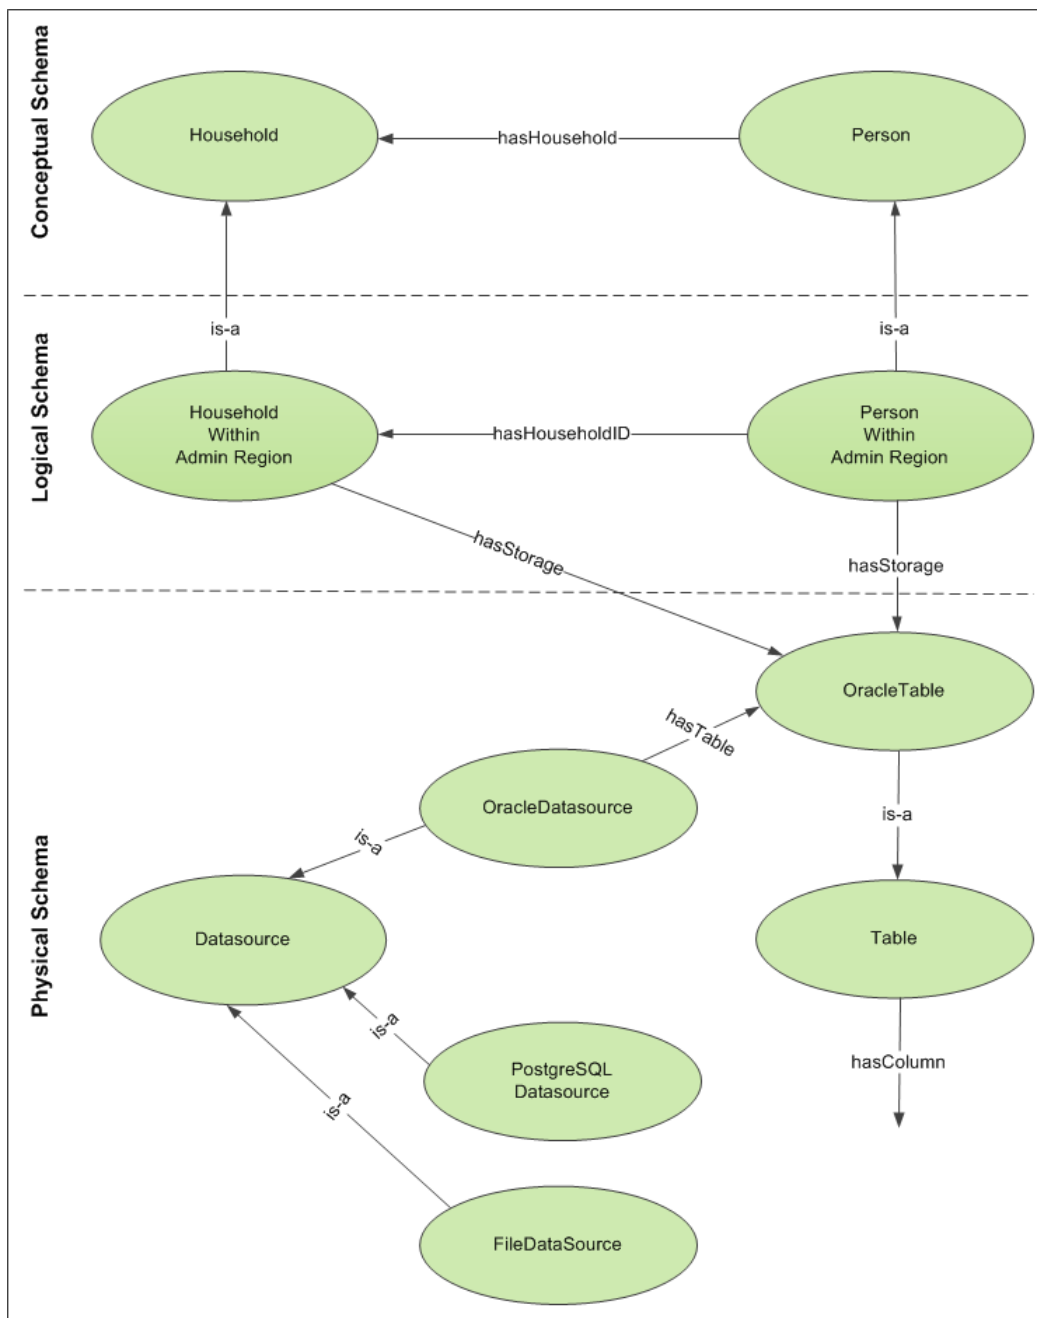 Conceptual Schema
Household
hasHousehold
Person
is-a
is-a
Logical Schema
Household
Within
Admin Region
hasHouseholdID
Person
Within
Admin Region
hasStorage
hasStorage
Physical Schema
OracleTable
hasTable
OracleDatasource
is-a
is-a
Datasource
Table
is-a
PostgreSQL
Datasource
hasColumn
is-a
FileDataSource